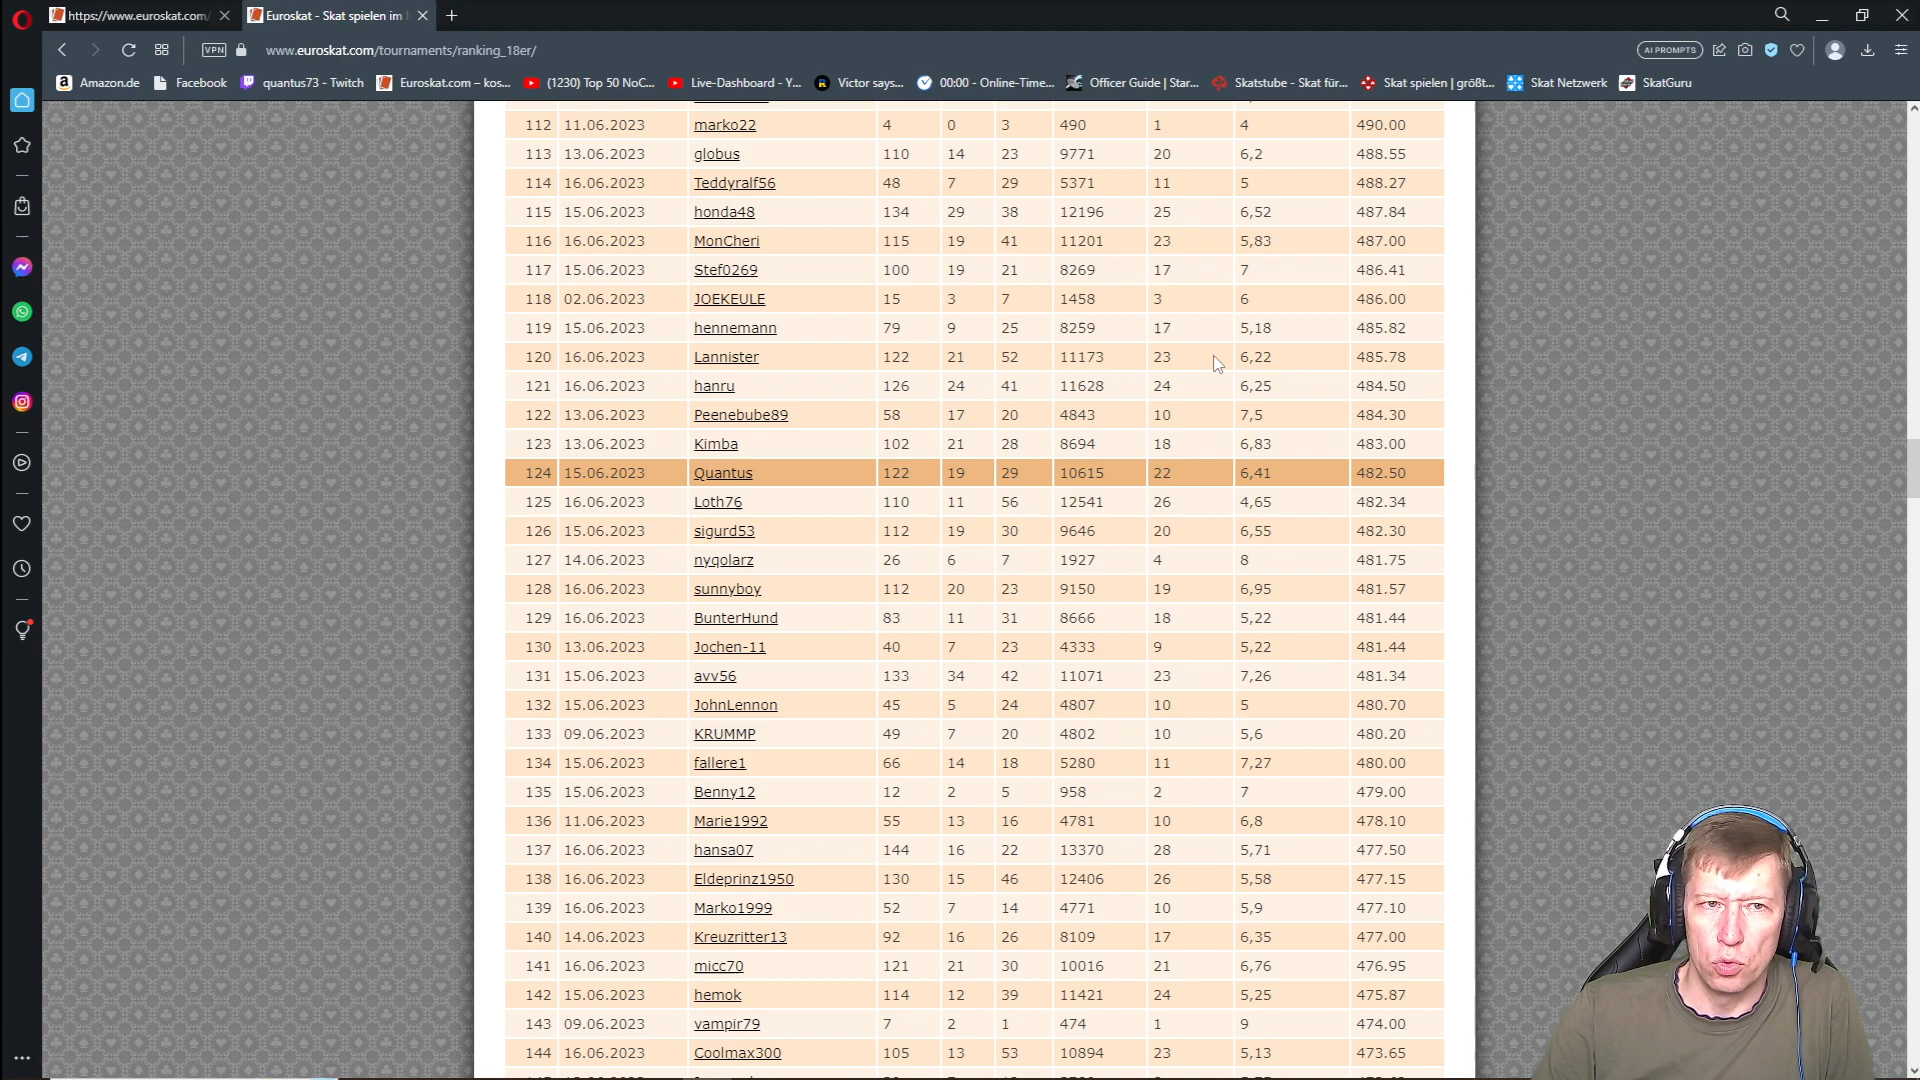 https://www.euroskat.com/
Euroskat - Skat spielen im
VPN
www.euroskat.com/tournaments/ranking_18er/
AI PROMPTS
Amazon.de
Facebook
quantus73 - Twitch
Euroskat.com – kos...
(1230) Top 50 NoC...
Live-Dashboard - Y...
Victor says...
00:00 - Online-Time...
Officer Guide | Star...
Skatstube - Skat für...
Skat spielen | größt...
Skat Netzwerk
SkatGuru
112 11.06.2023 marko22 4 0 3 490 1 4 490.00
113 13.06.2023 globus 110 14 23 9771 20 6,2 488.55
114 16.06.2023 Teddyralf56 48 7 29 5371 11 5 488.27
115 15.06.2023 honda48 134 29 38 12196 25 6,52 487.84
116 16.06.2023 MonCheri 115 19 41 11201 23 5,83 487.00
117 15.06.2023 Stef0269 100 19 21 8269 17 7 486.41
118 02.06.2023 JOEKEULE 15 3 7 1458 3 6 486.00
119 15.06.2023 hennemann 79 9 25 8259 17 5,18 485.82
120 16.06.2023 Lannister 122 21 52 11173 23 6,22 485.78
121 16.06.2023 hanru 126 24 41 11628 24 6,25 484.50
122 13.06.2023 Peenebube89 58 17 20 4843 10 7,5 484.30
123 13.06.2023 Kimba 102 21 28 8694 18 6,83 483.00
124 15.06.2023 Quantus 122 19 29 10615 22 6,41 482.50
125 16.06.2023 Loth76 110 11 56 12541 26 4,65 482.34
126 15.06.2023 sigurd53 112 19 30 9646 20 6,55 482.30
127 14.06.2023 nyqolarz 26 6 7 1927 4 8 481.75
128 16.06.2023 sunnyboy 112 20 23 9150 19 6,95 481.57
129 16.06.2023 BunterHund 83 11 31 8666 18 5,22 481.44
130 13.06.2023 Jochen-11 40 7 23 4333 9 5,22 481.44
131 15.06.2023 avv56 133 34 42 11071 23 7,26 481.34
132 15.06.2023 JohnLennon 45 5 24 4807 10 5 480.70
133 09.06.2023 KRUMMP 49 7 20 4802 10 5,6 480.20
134 15.06.2023 fallere1 66 14 18 5280 11 7,27 480.00
135 15.06.2023 Benny12 12 2 5 958 2 7 479.00
136 11.06.2023 Marie1992 55 13 16 4781 10 6,8 478.10
137 16.06.2023 hansa07 144 16 22 13370 28 5,71 477.50
138 16.06.2023 Eldeprinz1950 130 15 46 12406 26 5,58 477.15
139 16.06.2023 Marko1999 52 7 14 4771 10 5,9 477.10
140 14.06.2023 Kreuzritter13 92 16 26 8109 17 6,35 477.00
141 16.06.2023 micc70 121 21 30 10016 21 6,76 476.95
142 15.06.2023 hemok 114 12 39 11421 24 5,25 475.87
143 09.06.2023 vampir79 7 2 1 474 1 9 474.00
144 16.06.2023 Coolmax300 105 13 53 10894 23 5,13 473.65